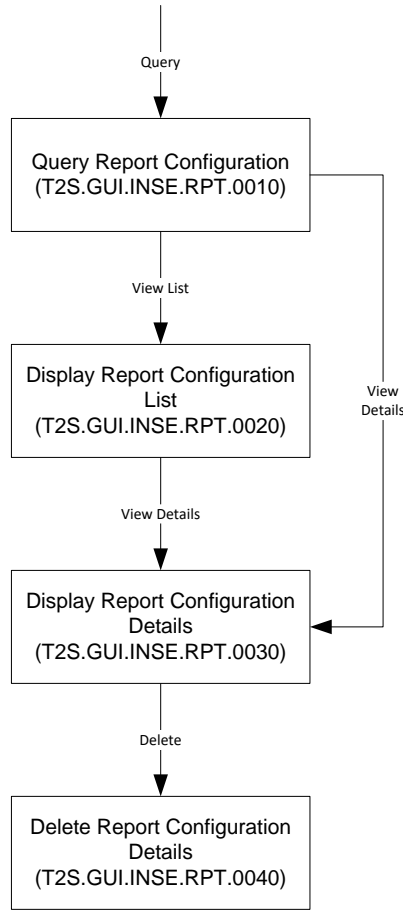 Query
Query Report Configuration
(T2S.GUI.INSE.RPT.0010)
View List
View
Details
Display Report Configuration
List
(T2S.GUI.INSE.RPT.0020)
View Details
Display Report Configuration
Details
(T2S.GUI.INSE.RPT.0030)
Delete
Delete Report Configuration
Details
(T2S.GUI.INSE.RPT.0040)